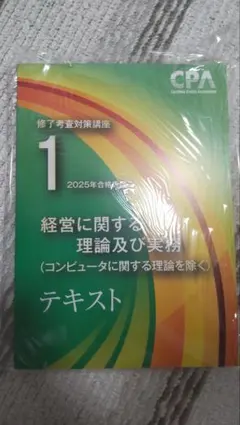 CPA
修了考査対策講座
1
2025年合格
経営に関する
理論及び実務
(コンピュータに関する理論を除く)
テキスト